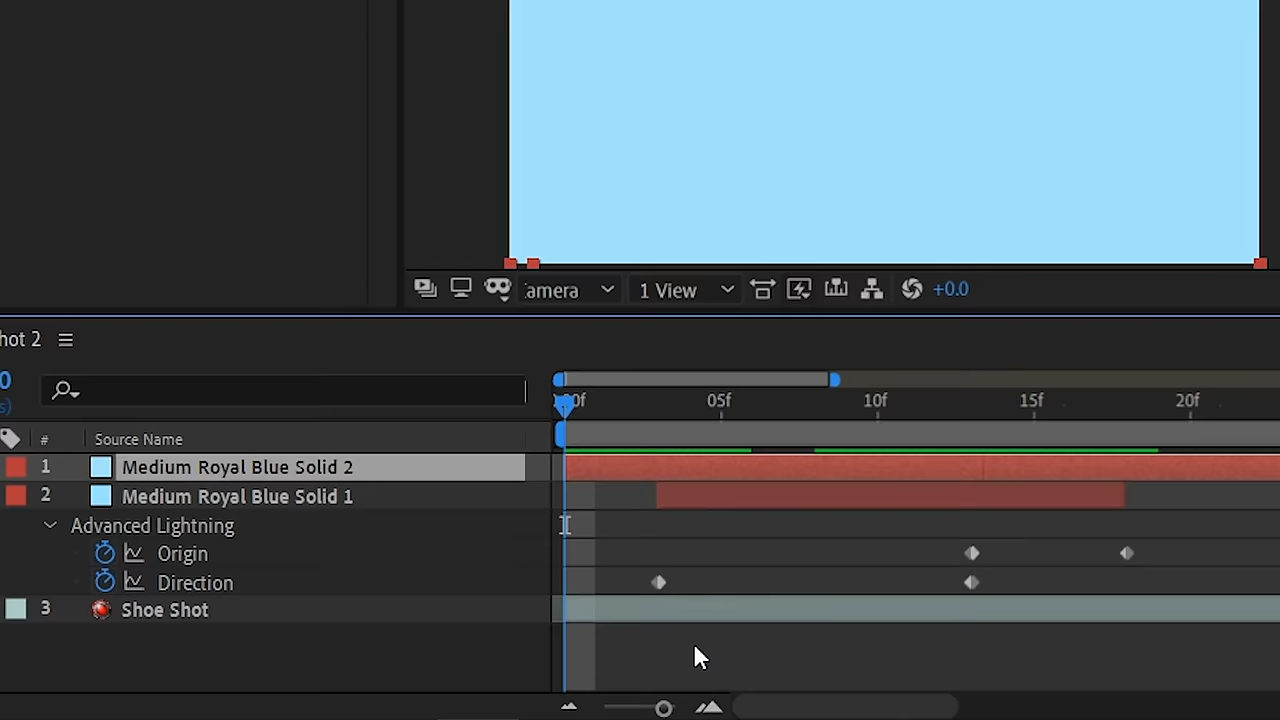 amera 1 View +0.0
hot 2
0
s)
00f 05f 10f 15f 20f
# Source Name
1 Medium Royal Blue Solid 2
2 Medium Royal Blue Solid 1
Advanced Lightning
Origin
Direction
3 Shoe Shot